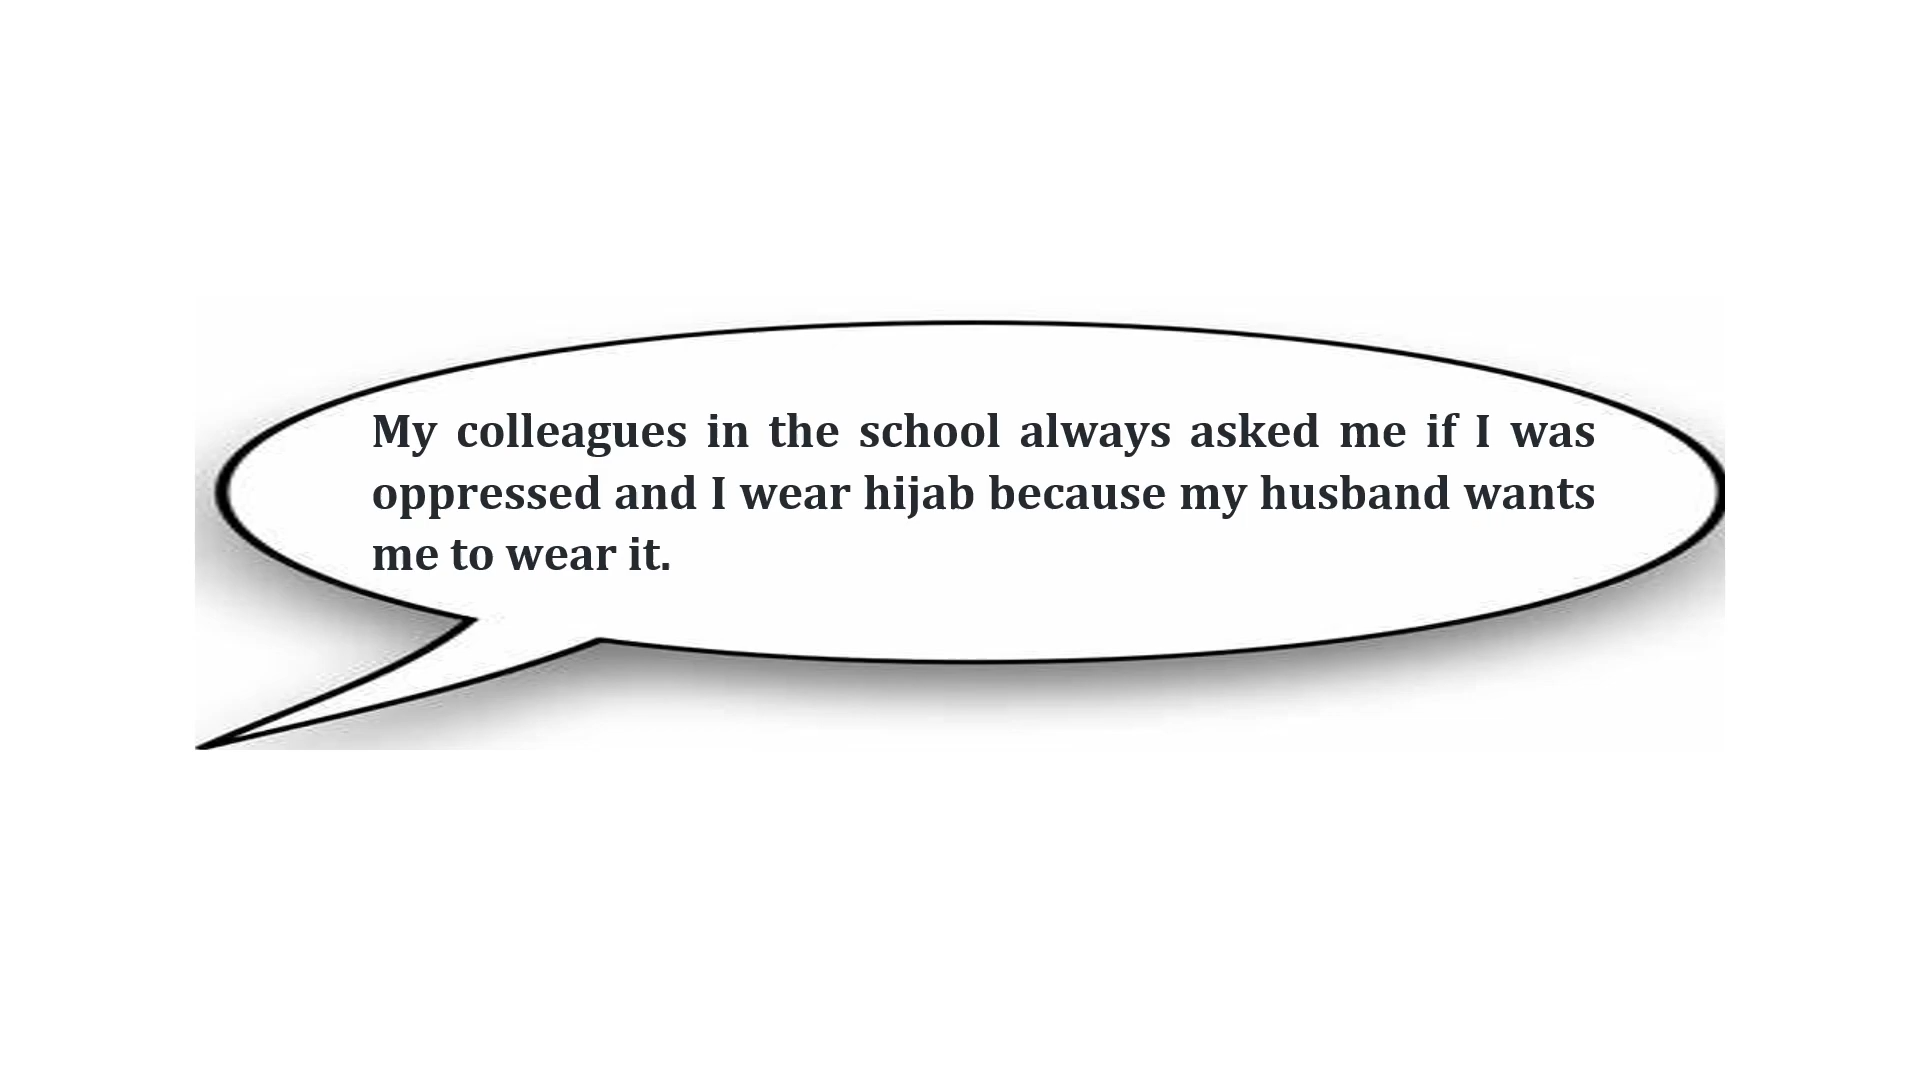 My colleagues in the school always asked me if I was
oppressed and I wear hijab because my husband wants
me to wear it.